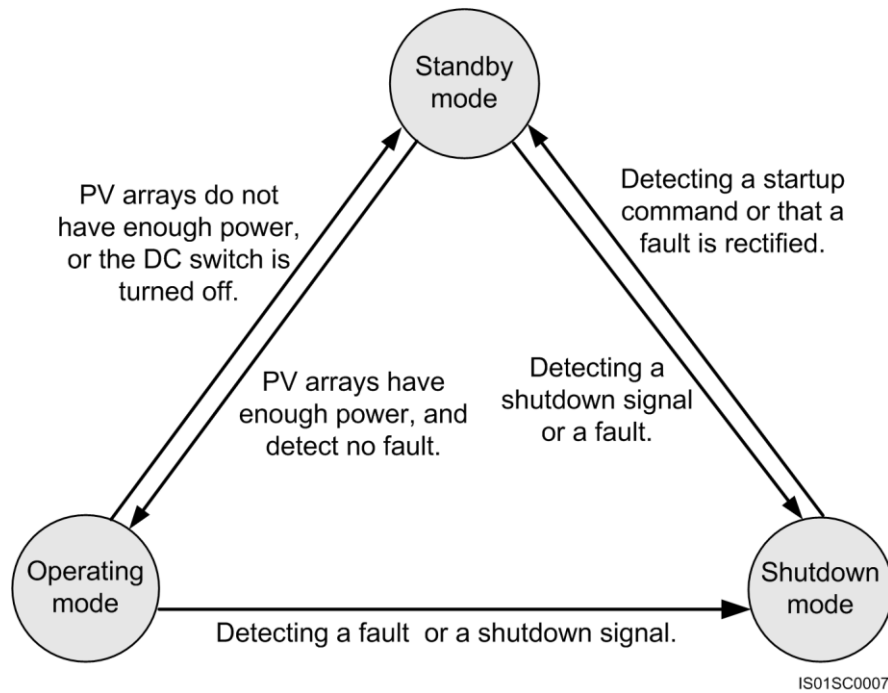 Standby
mode
PV arrays do not
have enough power,
or the DC switch is
turned off.
Detecting a startup
command or that a
fault is rectified.
PV arrays have
enough power, and
detect no fault.
Detecting a
shutdown signal
or a fault.
Operating
mode
Shutdown
mode
Detecting a fault or a shutdown signal.
IS01SC0007